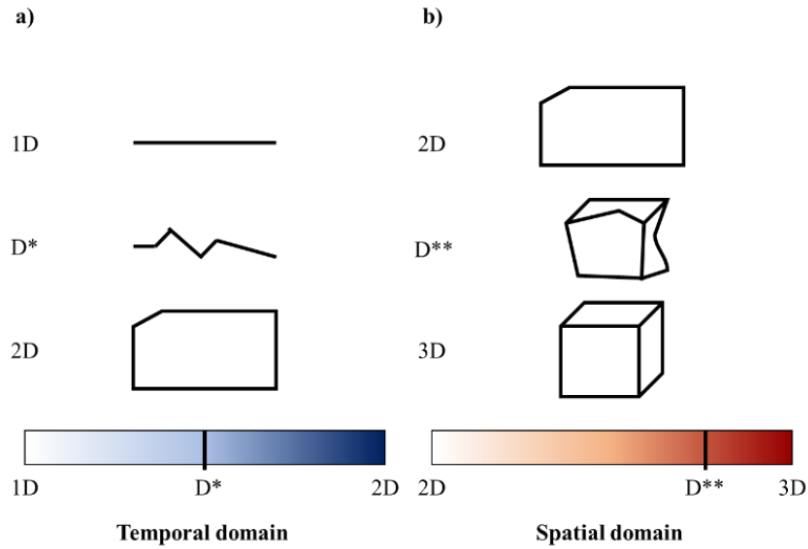 a)
1D
D*
2D
1D D* 2D
Temporal domain
b)
2D
D**
3D
2D D** 3D
Spatial domain